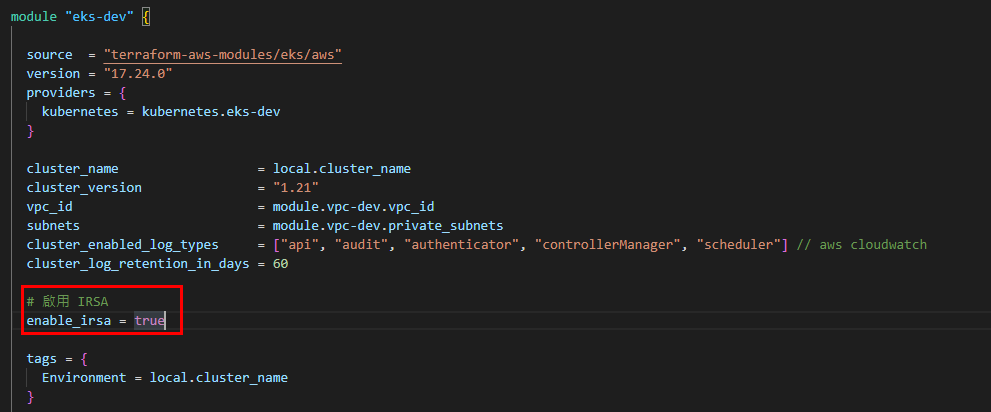 module "eks-dev" {
source = "terraform-aws-modules/eks/aws"
version = "17.24.0"
providers = {
kubernetes = kubernetes.eks-dev
}
cluster_name = local.cluster_name
cluster_version = "1.21"
vpc_id = module.vpc-dev.vpc_id
subnets = module.vpc-dev.private_subnets
cluster_enabled_log_types = ["api", "audit", "authenticator", "controllerManager", "scheduler"] // aws cloudwatch
cluster_log_retention_in_days = 60
# 啟用 IRSA
enable_irsa = true
tags = {
Environment = local.cluster_name
}